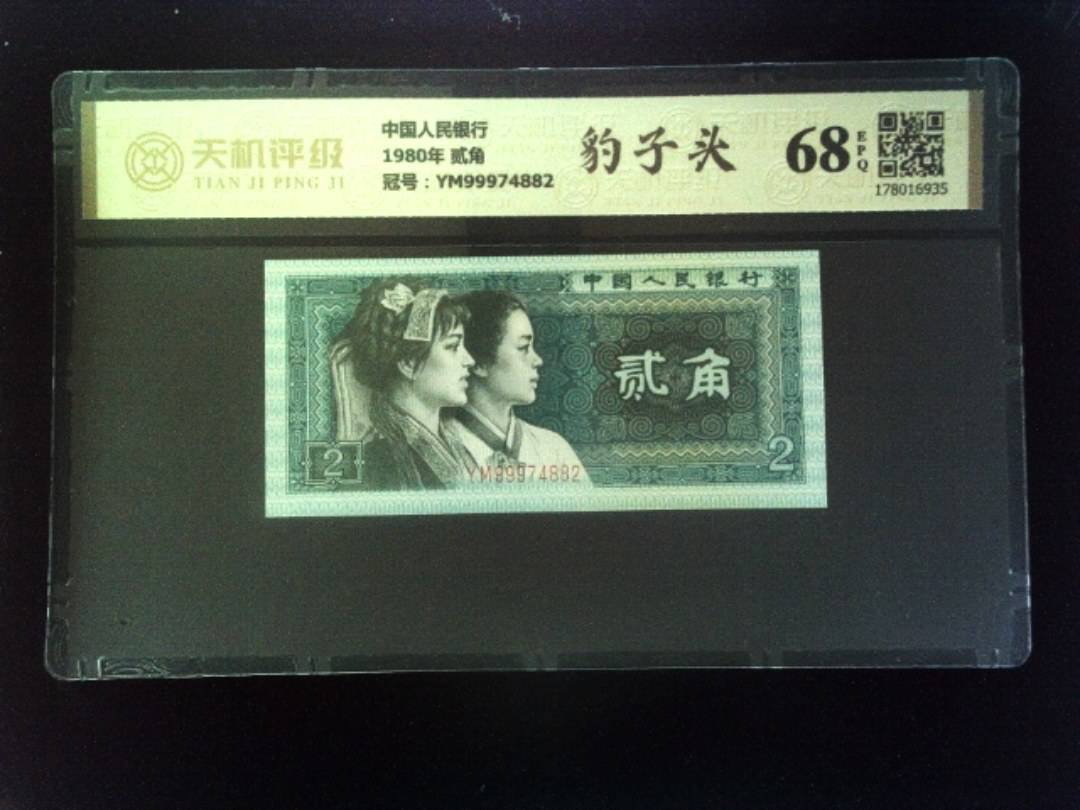 天机评级
TIAN JI PING JI
中国人民银行
1980年 贰角
冠号：YM99974882
豹子头
68
EPQ
178016935
中国人民银行
贰角
2
2
YM99974882